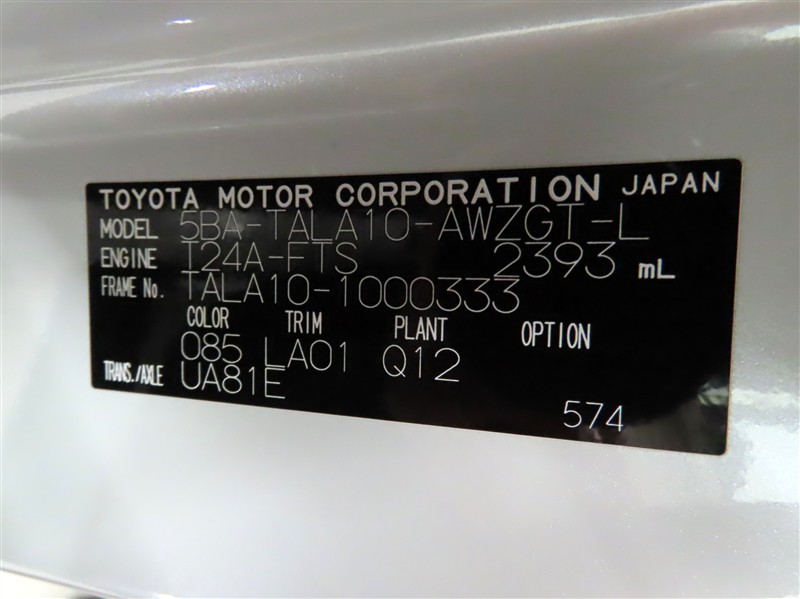 TOYOTA MOTOR CORPORATION JAPAN
MODEL 5BA-TALA10-AWZGT-L
ENGINE T24A-FTS 2393 mL
FRAME No. TALA10-1000333
COLOR TRIM PLANT OPTION
085 LA01 Q12
TRANS./AXLE UA81E
574